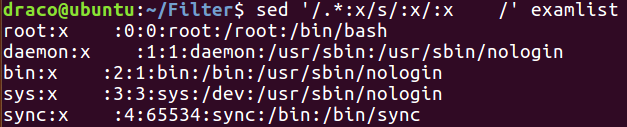 draco@ubuntu:~/Filter$ sed '/.*:x/s/:x/:x    /' examlist
root:x    :0:0:root:/root:/bin/bash
daemon:x    :1:1:daemon:/usr/sbin:/usr/sbin/nologin
bin:x    :2:1:bin:/bin:/usr/sbin/nologin
sys:x    :3:3:sys:/dev:/usr/sbin/nologin
sync:x    :4:65534:sync:/bin:/bin/sync